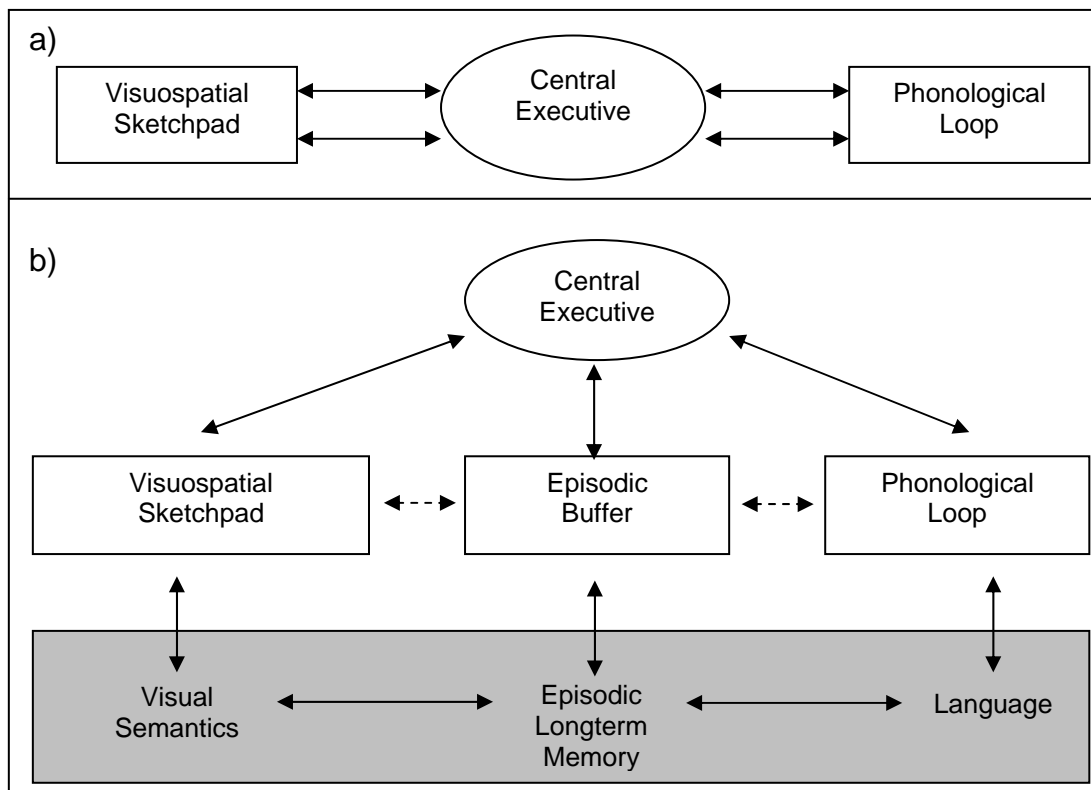 a)
Visuospatial
Sketchpad
Central
Executive
Phonological
Loop
b)
Central
Executive
Visuospatial
Sketchpad
Episodic
Buffer
Phonological
Loop
Visual
Semantics
Episodic
Longterm
Memory
Language